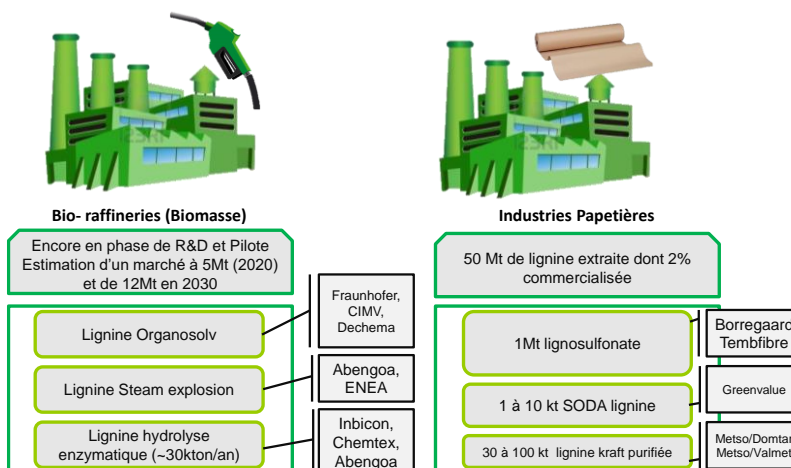 Bio- raffineries (Biomasse)
Encore en phase de R&D et Pilote
Estimation d'un marché à 5Mt (2020)
et de 12Mt en 2030
Lignine Organosolv
Fraunhofer,
CIMV,
Dechema
Lignine Steam explosion
Abengoa,
ENEA
Lignine hydrolyse
enzymatique (~30kton/an)
Inbicon,
Chemtex,
Abengoa
Industries Papetières
50 Mt de lignine extraite dont 2%
commercialisée
1Mt lignosulfonate
Borregaard
Tembfibre
1 à 10 kt SODA lignine
Greenvalue
30 à 100 kt lignine kraft purifiée
Metso/Domtar
Metso/Valmet